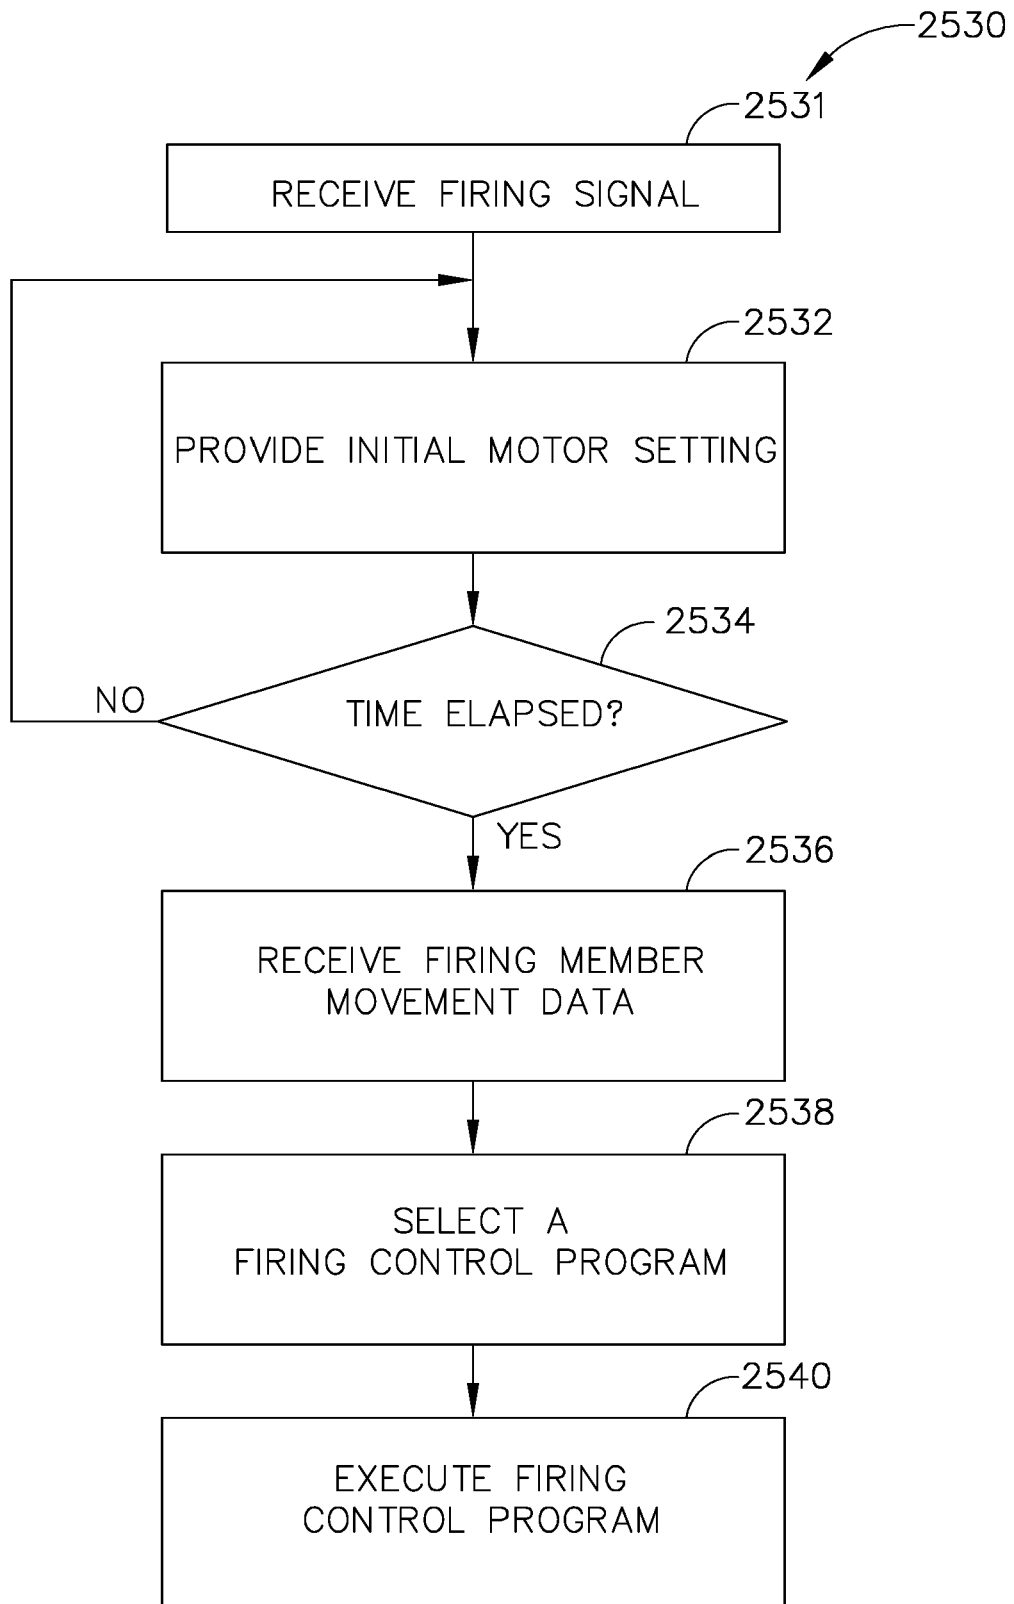 2530
2531
RECEIVE FIRING SIGNAL
2532
PROVIDE INITIAL MOTOR SETTING
2534
NO
TIME ELAPSED?
YES
2536
RECEIVE FIRING MEMBER
MOVEMENT DATA
2538
SELECT A
FIRING CONTROL PROGRAM
2540
EXECUTE FIRING
CONTROL PROGRAM